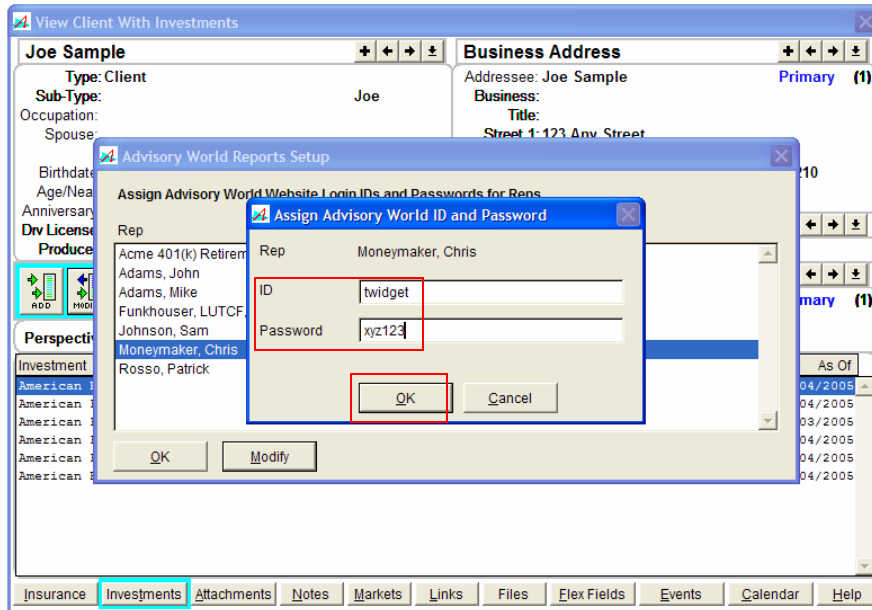 View Client With Investments
Joe Sample
Business Address
Type: Client
Sub-Type: Joe
Occupation:
Spouse:
Birthdate
Age/Nea
Anniversary
Drv License
Produce
Addressee: Joe Sample Primary (1)
Business:
Title:
Street 1: 123 Any Street
210
mary (1)
ADD MODI
Perspecti
Investment As Of
American 04/2005
American 04/2005
American 03/2005
American 04/2005
American 04/2005
American 04/2005
Advisory World Reports Setup
Assign Advisory World Website Login IDs and Passwords for Reps
Rep
Acme 401(k) Retirem
Adams, John
Adams, Mike
Funkhouser, LUTCF,
Johnson, Sam
Moneymaker, Chris
Rosso, Patrick
OK Modify
Assign Advisory World ID and Password
Rep Moneymaker, Chris
ID twidget
Password xyz123
OK Cancel
Insurance Investments Attachments Notes Markets Links Files Flex Fields Events Calendar Help